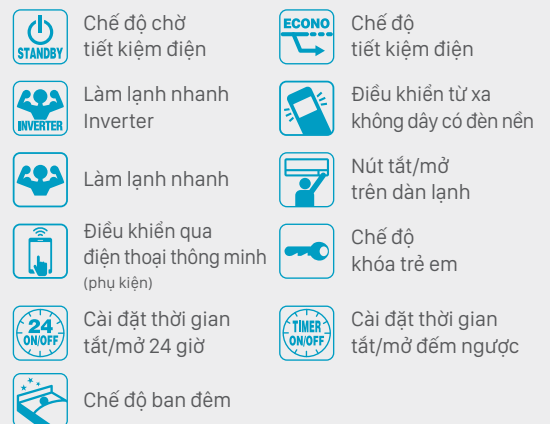 STANDBY
Chế độ chờ
tiết kiệm điện
ECONO
Chế độ
tiết kiệm điện
INVERTER
Làm lạnh nhanh
Inverter
Điều khiển từ xa
không dây có đèn nền
Làm lạnh nhanh
Nút tắt/mở
trên dàn lạnh
Điều khiển qua
điện thoại thông minh
(phụ kiện)
Chế độ
khóa trẻ em
24
ON/OFF
Cài đặt thời gian
tắt/mở 24 giờ
TIMER
ON/OFF
Cài đặt thời gian
tắt/mở đếm ngược
Chế độ ban đêm